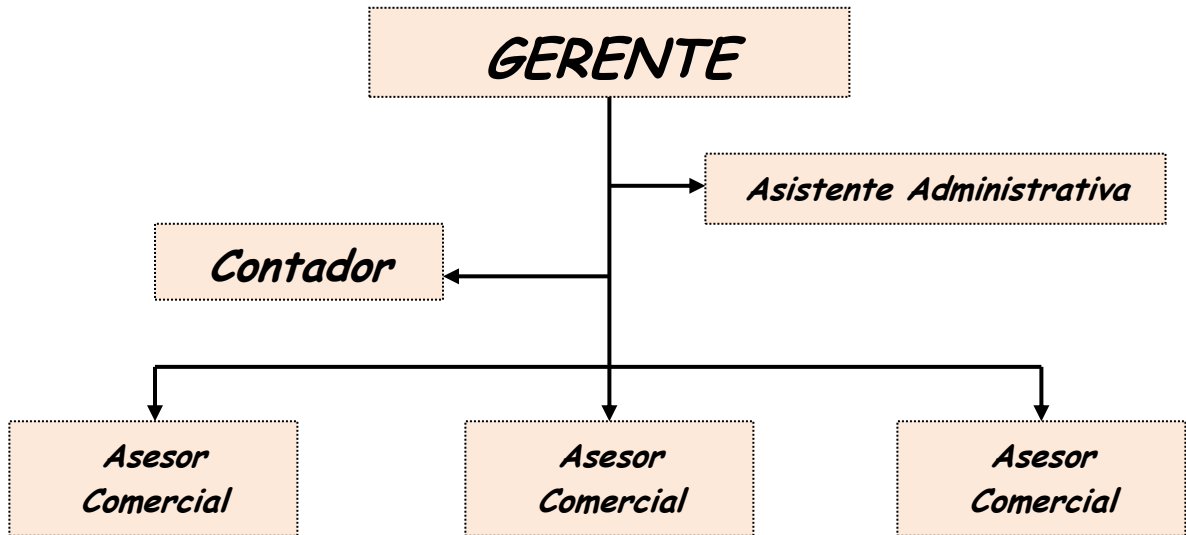 GERENTE
Asistente Administrativa
Contador
Asesor
Comercial
Asesor
Comercial
Asesor
Comercial